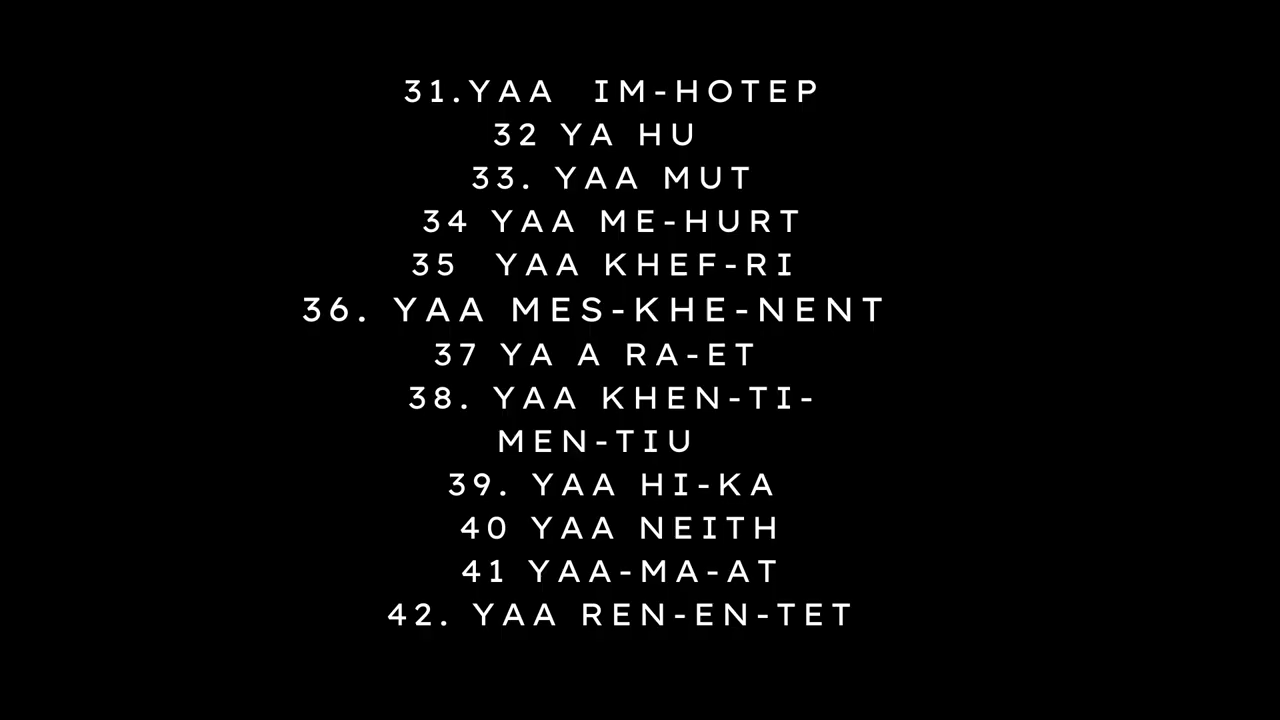 31.YAA IM-HOTEP
32 YA HU
33. YAA MUT
34 YAA ME-HURT
35 YAA KHEF-RI
36. YAA MES-KHE-NENT
37 YA A RA-ET
38. YAA KHEN-TI-
MEN-TIU
39. YAA HI-KA
40 YAA NEITH
41 YAA-MA-AT
42. YAA REN-EN-TET